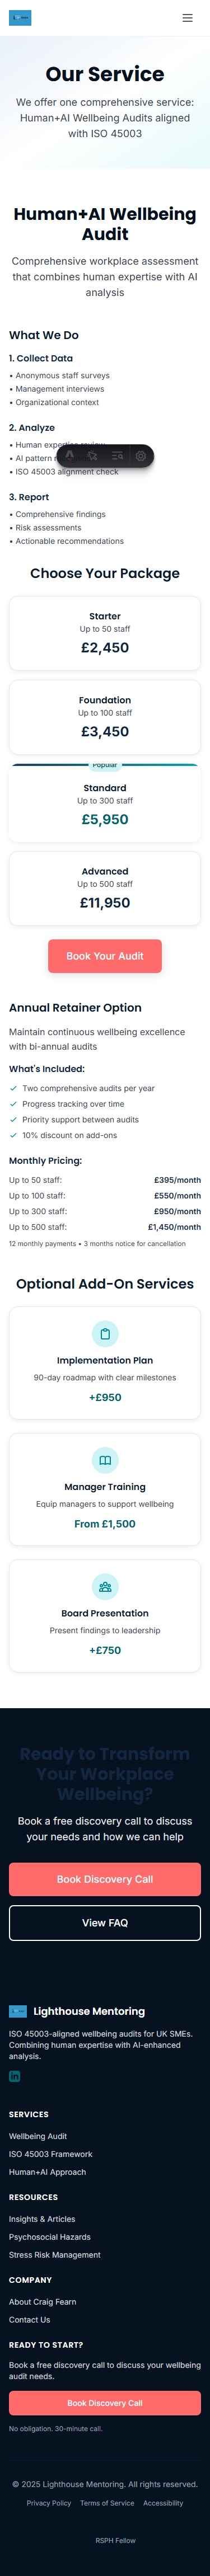 Our Service
We offer one comprehensive service:
Human+AI Wellbeing Audits aligned
with ISO 45003
Human+AI Wellbeing
Audit
Comprehensive workplace assessment
that combines human expertise with AI
analysis
What We Do
1. Collect Data
• Anonymous staff surveys
• Management interviews
• Organizational context
2. Analyze
• Human expertise review
• AI pattern
• ISO 45003 alignment check
3. Report
• Comprehensive findings
• Risk assessments
• Actionable recommendations
Choose Your Package
Starter
Up to 50 staff
£2,450
Foundation
Up to 100 staff
£3,450
Popular
Standard
Up to 300 staff
£5,950
Advanced
Up to 500 staff
£11,950
Book Your Audit
Annual Retainer Option
Maintain continuous wellbeing excellence
with bi-annual audits
What's Included:
Two comprehensive audits per year
Progress tracking over time
Priority support between audits
10% discount on add-ons
Monthly Pricing:
Up to 50 staff: £395/month
Up to 100 staff: £550/month
Up to 300 staff: £950/month
Up to 500 staff: £1,450/month
12 monthly payments • 3 months notice for cancellation
Optional Add-On Services
Implementation Plan
90-day roadmap with clear milestones
+£950
Manager Training
Equip managers to support wellbeing
From £1,500
Board Presentation
Present findings to leadership
+£750
Ready to Transform
Your Workplace
Wellbeing?
Book a free discovery call to discuss
your needs and how we can help
Book Discovery Call
View FAQ
Lighthouse Mentoring
ISO 45003-aligned wellbeing audits for UK SMEs.
Combining human expertise with AI-enhanced
analysis.
SERVICES
Wellbeing Audit
ISO 45003 Framework
Human+AI Approach
RESOURCES
Insights & Articles
Psychosocial Hazards
Stress Risk Management
COMPANY
About Craig Fearn
Contact Us
READY TO START?
Book a free discovery call to discuss your wellbeing
audit needs.
Book Discovery Call
No obligation. 30-minute call.
© 2025 Lighthouse Mentoring. All rights reserved.
Privacy Policy Terms of Service Accessibility
RSPH Fellow